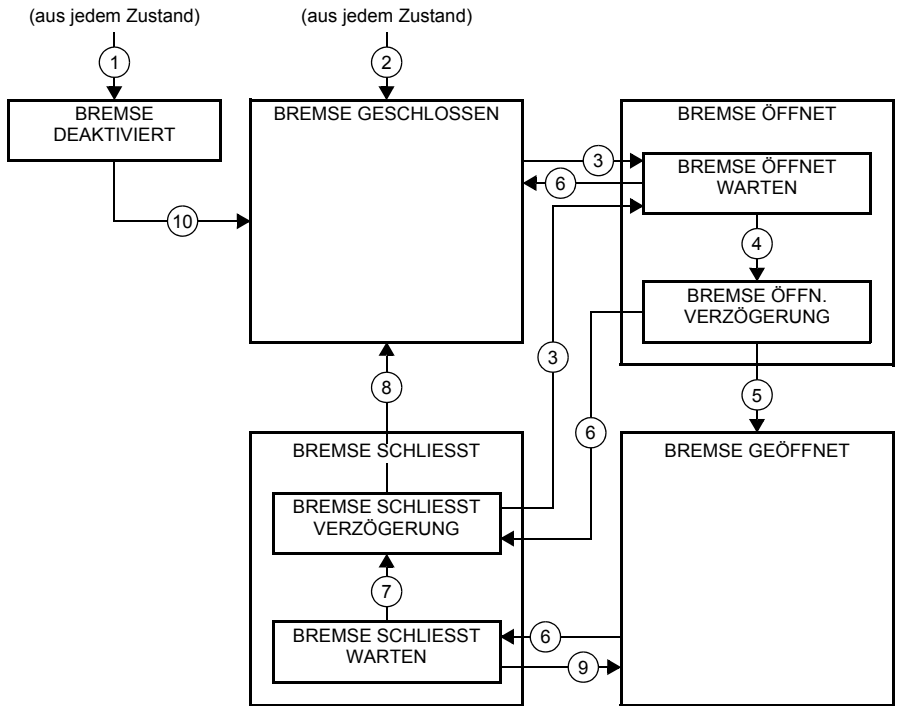 (aus jedem Zustand)
(aus jedem Zustand)
1
2
BREMSE
DEAKTIVIERT
BREMSE GESCHLOSSEN
BREMSE ÖFFNET
3
BREMSE ÖFFNET
WARTEN
6
10
4
BREMSE ÖFFN.
VERZÖGERUNG
3
8
5
6
BREMSE SCHLIESST
BREMSE GEÖFFNET
BREMSE SCHLIESST
VERZÖGERUNG
7
BREMSE SCHLIESST
WARTEN
6
9